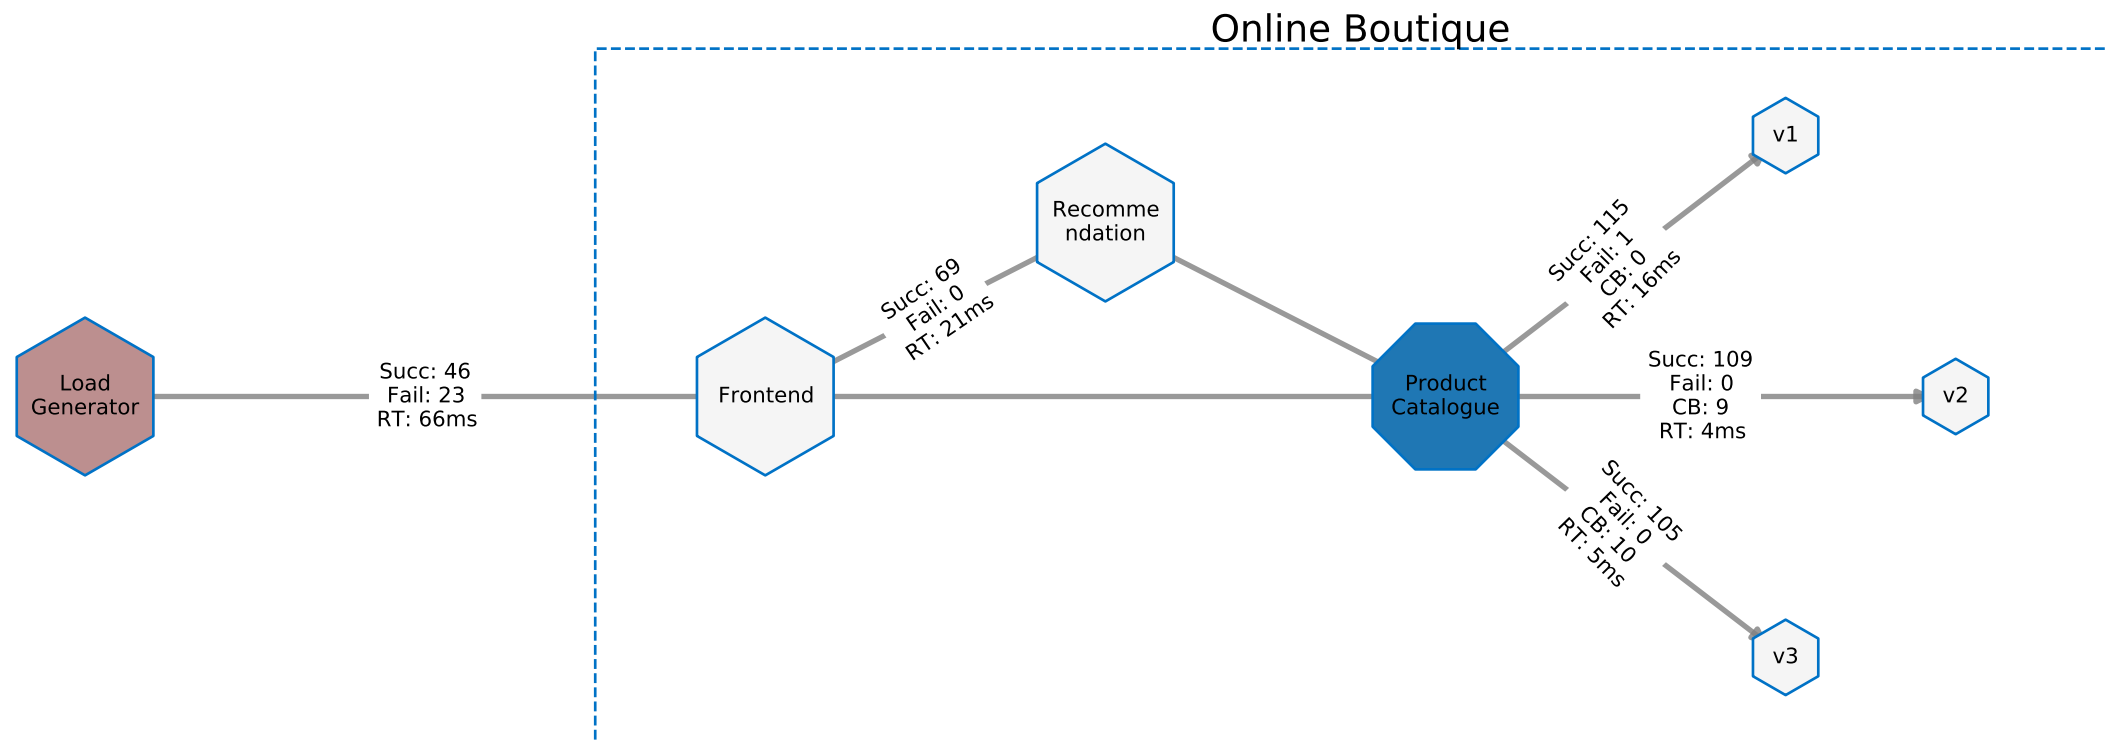 Online Boutique
Load
Generator
Succ: 46
Fail: 23
RT: 66ms
Frontend
Succ: 69
Fail: 0
RT: 21ms
Recomme
ndation
Product
Catalogue
Succ: 115
Fail: 1
CB: 0
RT: 16ms
v1
Succ: 109
Fail: 0
CB: 9
RT: 4ms
v2
Succ: 105
Fail: 0
CB: 10
RT: 5ms
v3